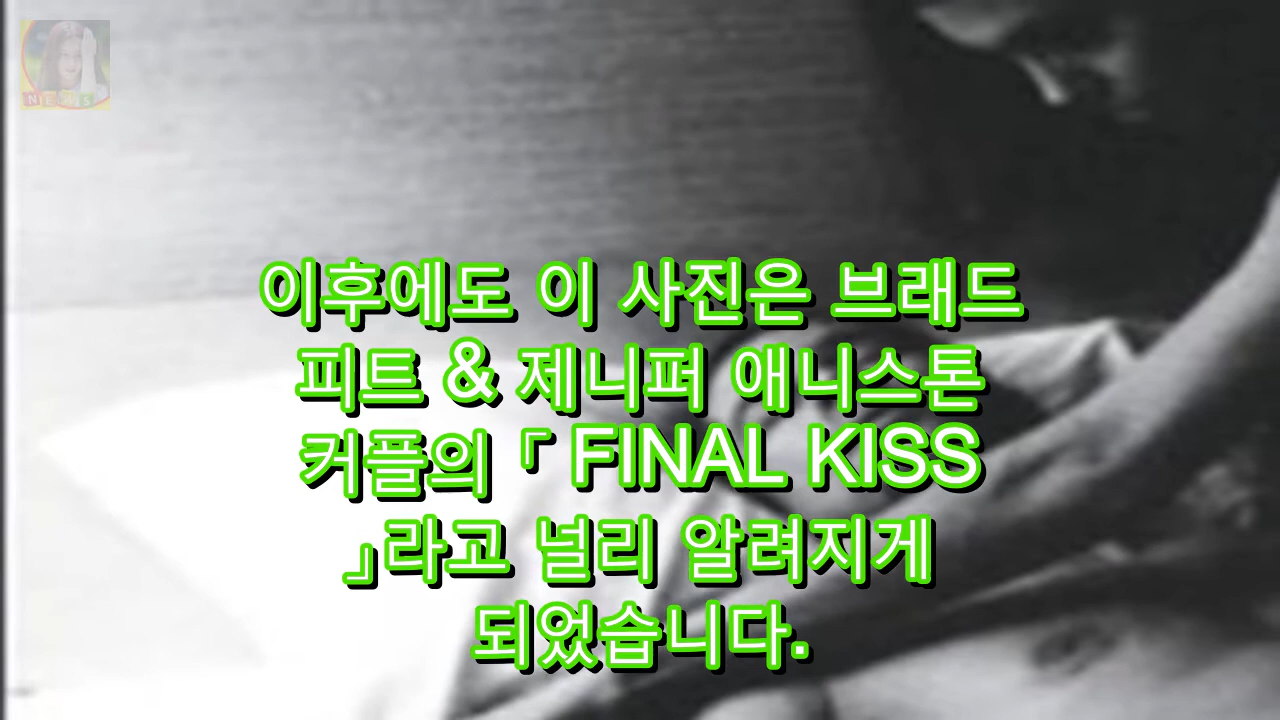 NEWS
이후에도 이 사진은 브래드
피트 & 제니퍼 애니스톤
커플의 「 FINAL KISS
」라고 널리 알려지게
되었습니다.